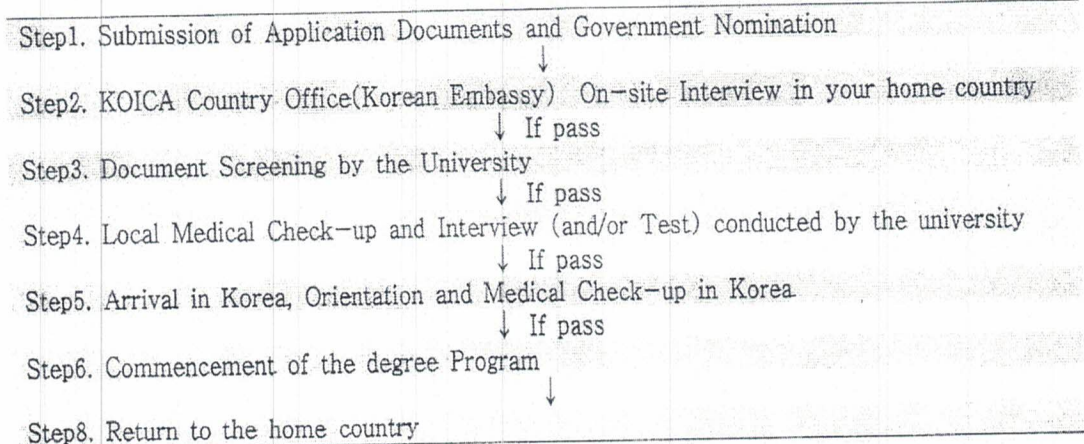 Step1. Submission of Application Documents and Government Nomination
↓
Step2. KOICA Country Office(Korean Embassy) On-site Interview in your home country
↓ If pass
Step3. Document Screening by the University
↓ If pass
Step4. Local Medical Check-up and Interview (and/or Test) conducted by the university
↓ If pass
Step5. Arrival in Korea, Orientation and Medical Check-up in Korea
↓ If pass
Step6. Commencement of the degree Program
↓
Step8. Return to the home country